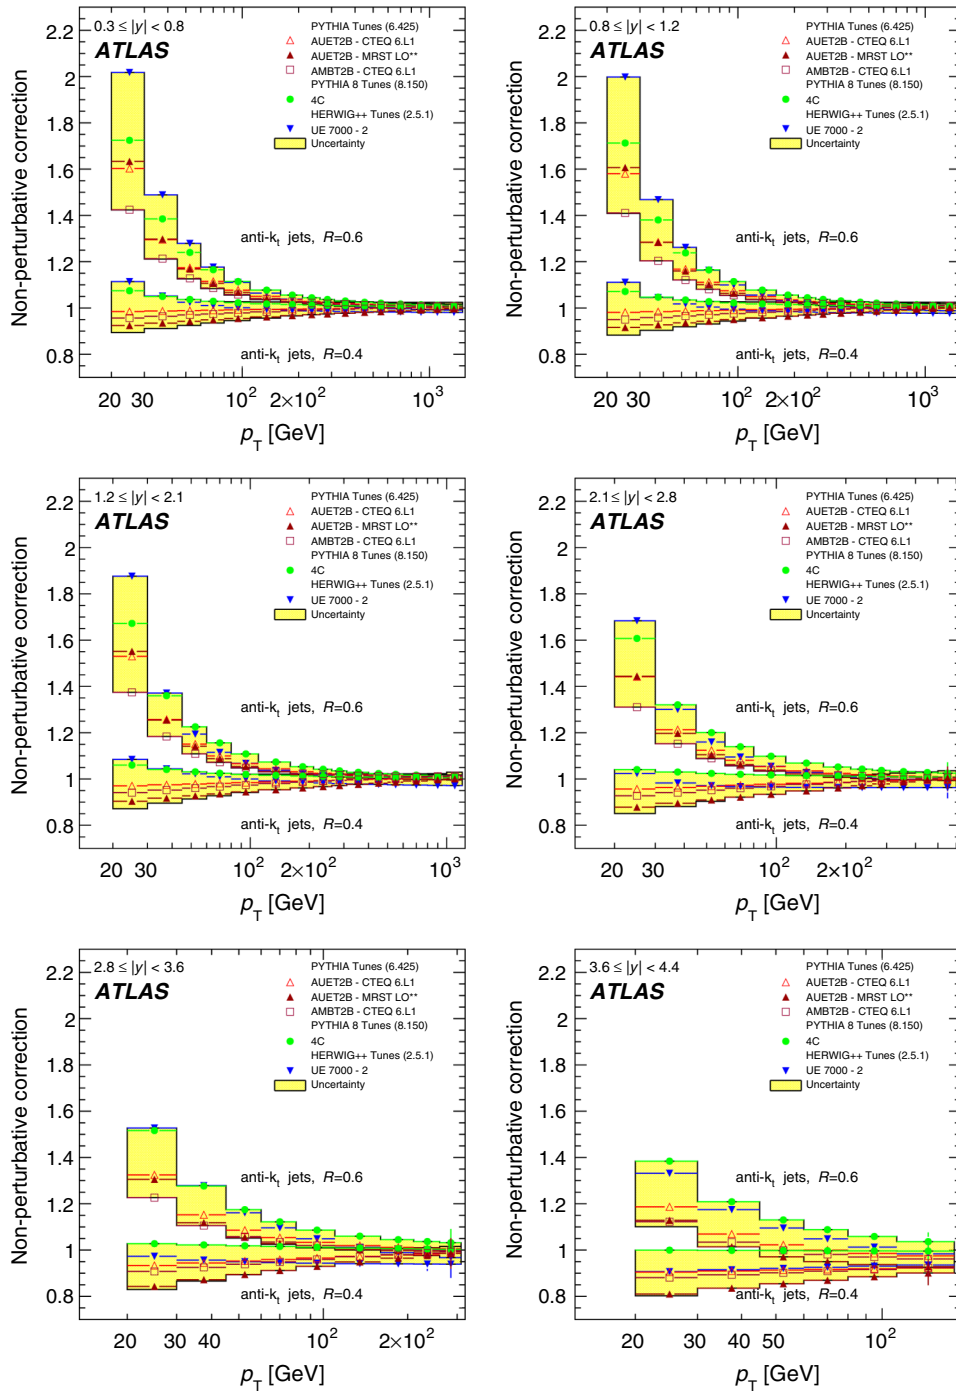 0.3 ≤ |y| < 0.8
ATLAS
PYTHIA Tunes (6.425)
AUET2B - CTEQ 6.L1
AUET2B - MRST LO**
AMBT2B - CTEQ 6.L1
PYTHIA 8 Tunes (8.150)
4C
HERWIG++ Tunes (2.5.1)
UE 7000 - 2
Uncertainty
Non-perturbative correction
2.2
2
1.8
1.6
1.4
1.2
1
0.8
anti-k_t jets, R=0.6
anti-k_t jets, R=0.4
20 30 10² 2×10² 10³
p_T [GeV]
0.8 ≤ |y| < 1.2
ATLAS
PYTHIA Tunes (6.425)
AUET2B - CTEQ 6.L1
AUET2B - MRST LO**
AMBT2B - CTEQ 6.L1
PYTHIA 8 Tunes (8.150)
4C
HERWIG++ Tunes (2.5.1)
UE 7000 - 2
Uncertainty
Non-perturbative correction
2.2
2
1.8
1.6
1.4
1.2
1
0.8
anti-k_t jets, R=0.6
anti-k_t jets, R=0.4
20 30 10² 2×10² 10³
p_T [GeV]
1.2 ≤ |y| < 2.1
ATLAS
PYTHIA Tunes (6.425)
AUET2B - CTEQ 6.L1
AUET2B - MRST LO**
AMBT2B - CTEQ 6.L1
PYTHIA 8 Tunes (8.150)
4C
HERWIG++ Tunes (2.5.1)
UE 7000 - 2
Uncertainty
Non-perturbative correction
2.2
2
1.8
1.6
1.4
1.2
1
0.8
anti-k_t jets, R=0.6
anti-k_t jets, R=0.4
20 30 10² 2×10² 10³
p_T [GeV]
2.1 ≤ |y| < 2.8
ATLAS
PYTHIA Tunes (6.425)
AUET2B - CTEQ 6.L1
AUET2B - MRST LO**
AMBT2B - CTEQ 6.L1
PYTHIA 8 Tunes (8.150)
4C
HERWIG++ Tunes (2.5.1)
UE 7000 - 2
Uncertainty
Non-perturbative correction
2.2
2
1.8
1.6
1.4
1.2
1
0.8
anti-k_t jets, R=0.6
anti-k_t jets, R=0.4
20 30 10² 2×10²
p_T [GeV]
2.8 ≤ |y| < 3.6
ATLAS
PYTHIA Tunes (6.425)
AUET2B - CTEQ 6.L1
AUET2B - MRST LO**
AMBT2B - CTEQ 6.L1
PYTHIA 8 Tunes (8.150)
4C
HERWIG++ Tunes (2.5.1)
UE 7000 - 2
Uncertainty
Non-perturbative correction
2.2
2
1.8
1.6
1.4
1.2
1
0.8
anti-k_t jets, R=0.6
anti-k_t jets, R=0.4
20 30 40 10² 2×10²
p_T [GeV]
3.6 ≤ |y| < 4.4
ATLAS
PYTHIA Tunes (6.425)
AUET2B - CTEQ 6.L1
AUET2B - MRST LO**
AMBT2B - CTEQ 6.L1
PYTHIA 8 Tunes (8.150)
4C
HERWIG++ Tunes (2.5.1)
UE 7000 - 2
Uncertainty
Non-perturbative correction
2.2
2
1.8
1.6
1.4
1.2
1
0.8
anti-k_t jets, R=0.6
anti-k_t jets, R=0.4
20 30 40 50 10²
p_T [GeV]